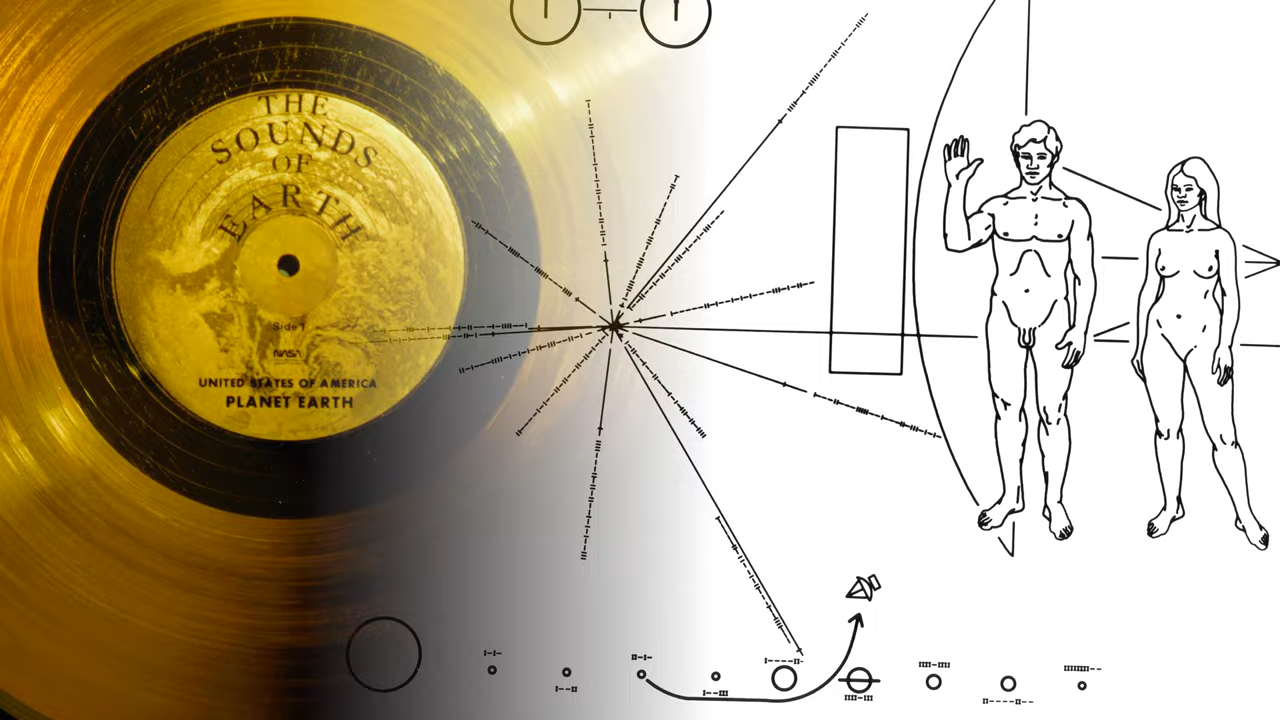 THE
SOUNDS
OF
EARTH
Side 1
NASA
UNITED STATES OF AMERICA
PLANET EARTH